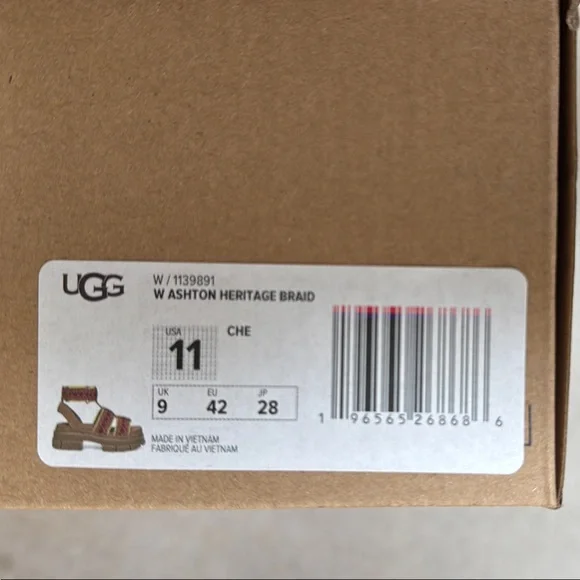 UGG
W / 1139891
W ASHTON HERITAGE BRAID
USA
11
CHE
UK EU JP
9 42 28
MADE IN VIETNAM
FABRIQUÉ AU VIETNAM
1 96565 26868 6